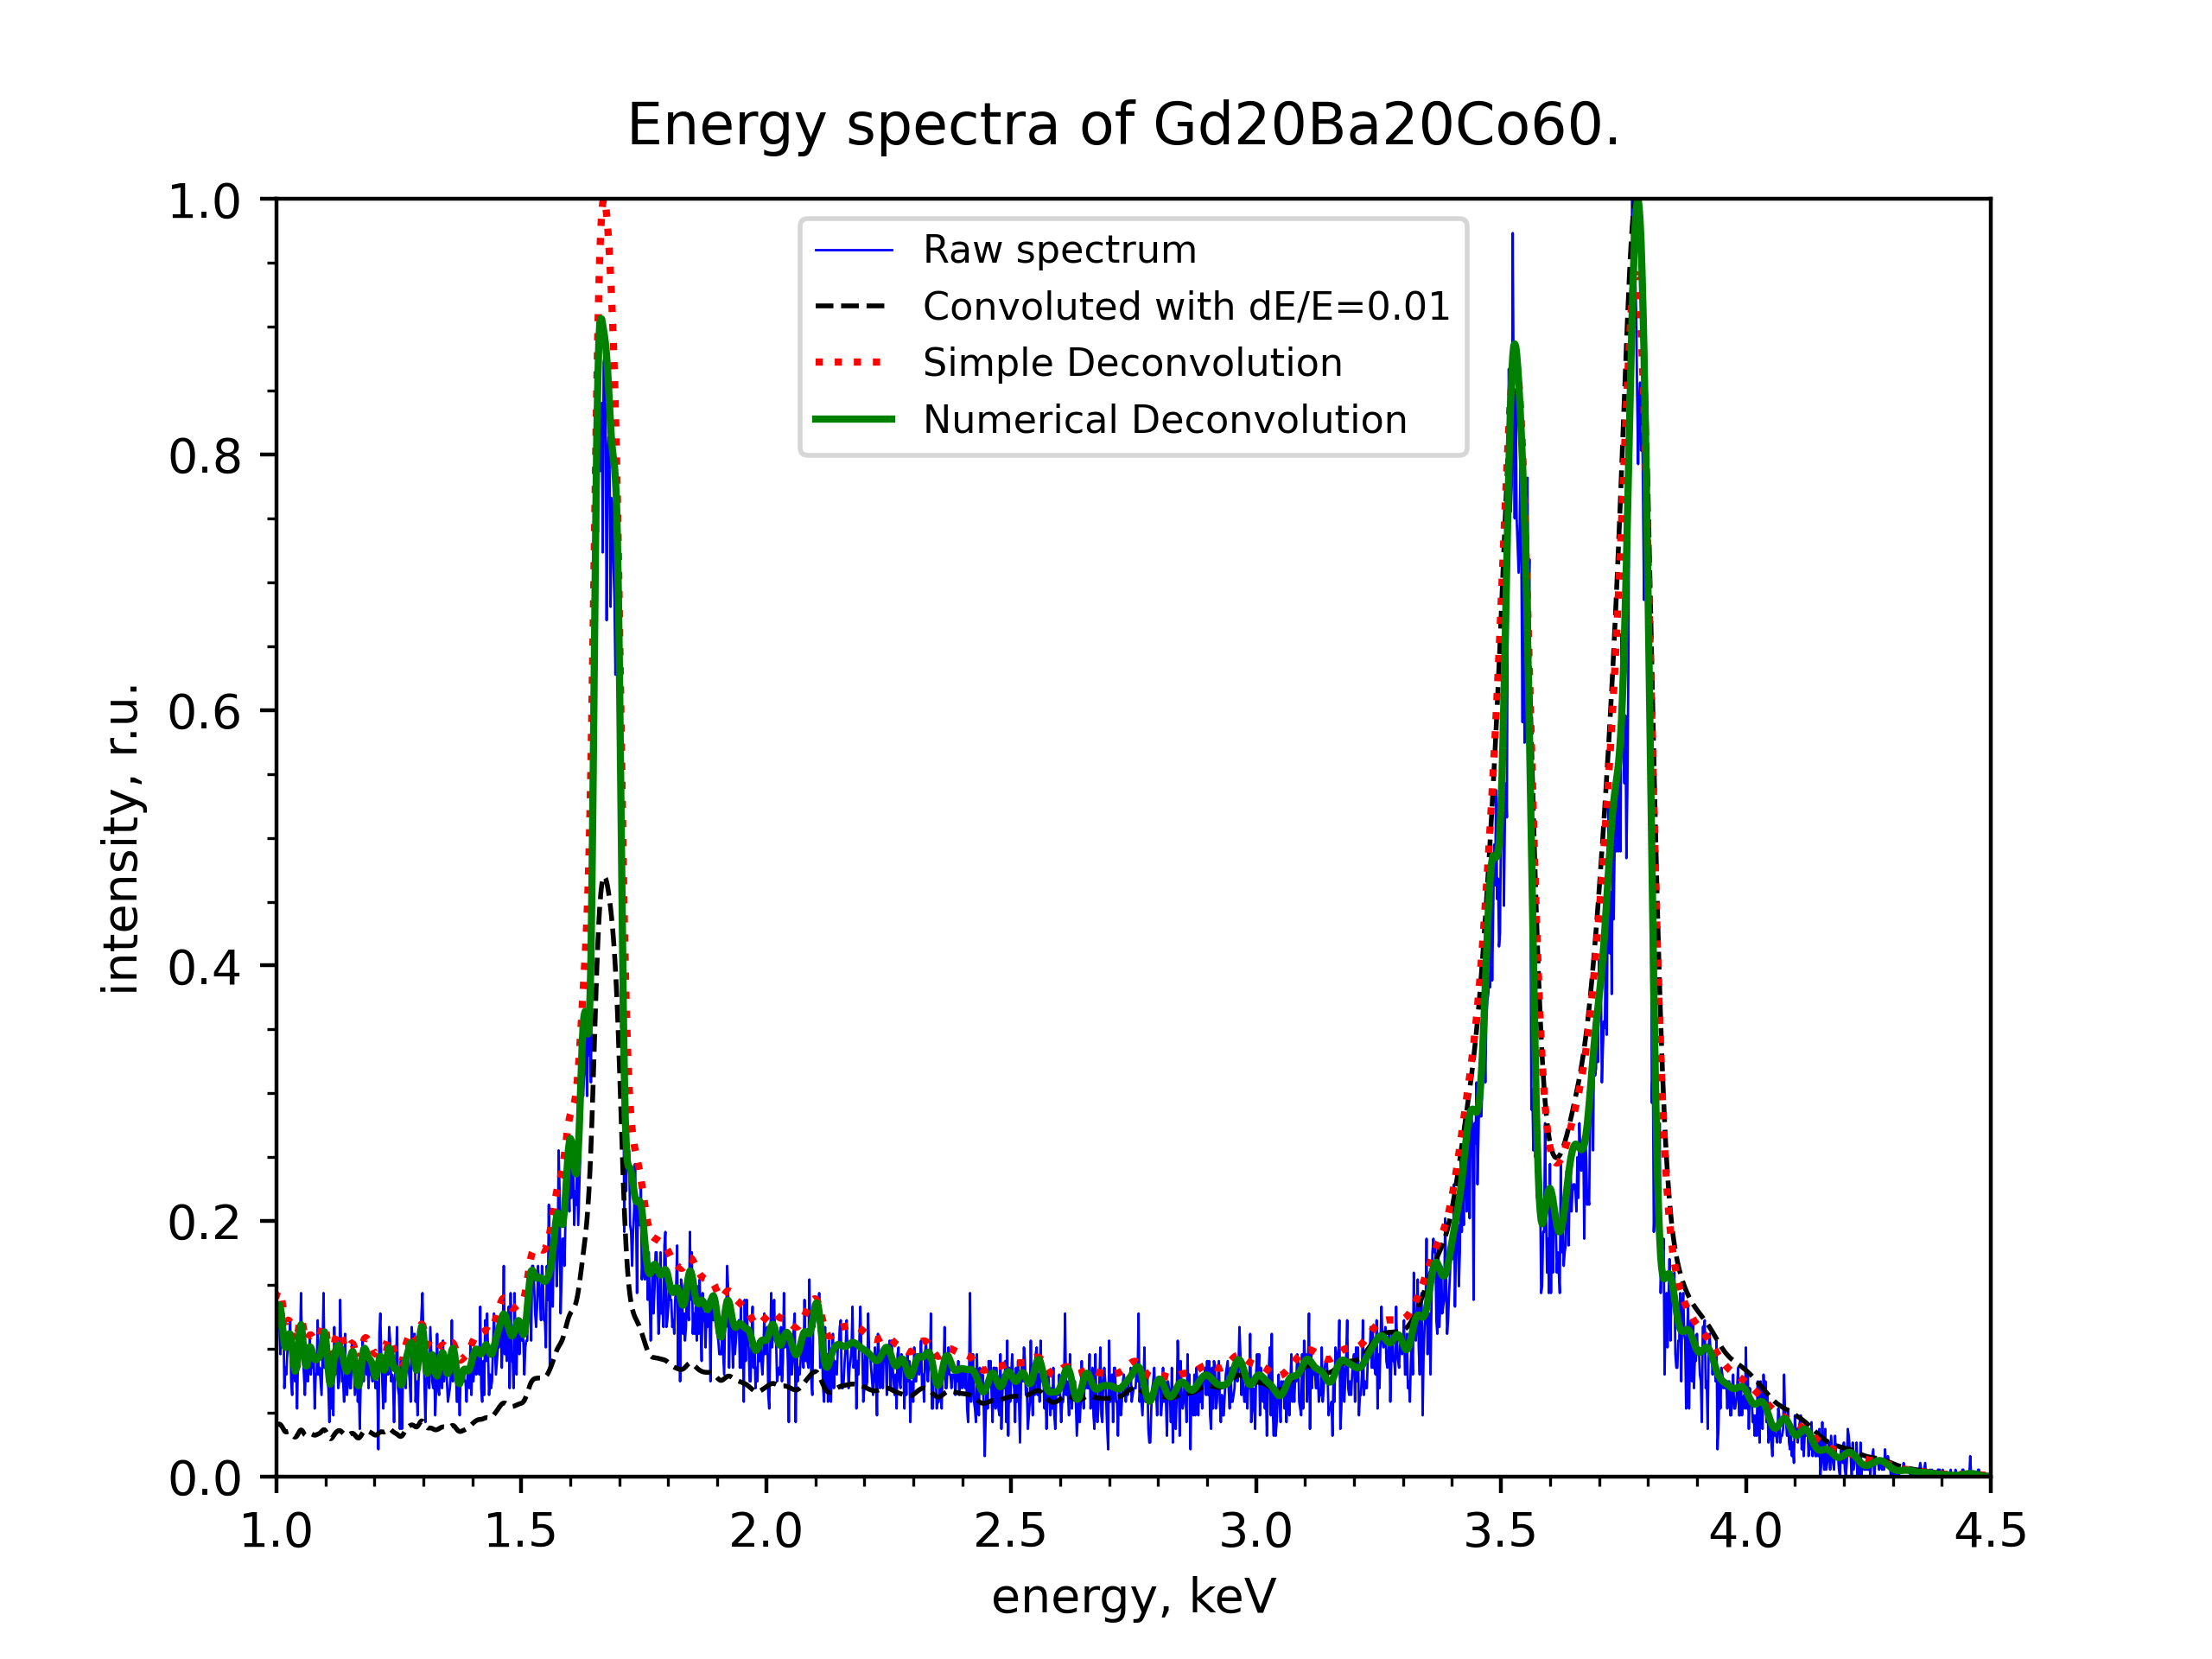 Energy spectra of Gd20Ba20Co60.
1.0
0.8
0.6
0.4
0.2
0.0
intensity, r.u.
Raw spectrum
Convoluted with dE/E=0.01
Simple Deconvolution
Numerical Deconvolution
1.0 1.5 2.0 2.5 3.0 3.5 4.0 4.5
energy, keV